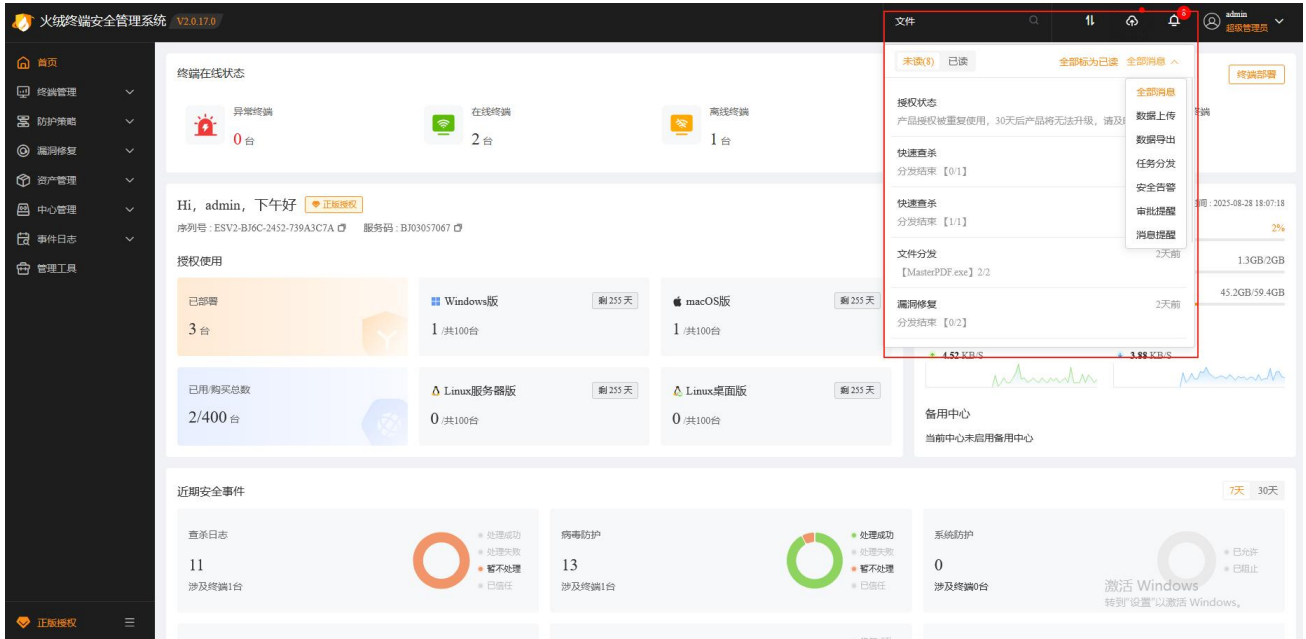 火绒终端安全管理系统 V2.0.17.0
文件
8
admin
超级管理员
首页
终端管理
防护策略
漏洞修复
资产管理
中心管理
事件日志
管理工具
正版授权
终端在线状态
终端部署
异常终端
0 台
在线终端
2 台
离线终端
1 台
未读(8) 已读 全部标为已读 全部消息
全部消息
数据上传
数据导出
任务分发
安全告警
审批提醒
消息提醒
授权状态
产品授权被重复使用，30天后产品将无法升级，请及
快速查杀
分发结束 【0/1】
快速查杀
分发结束 【1/1】
文件分发 2天前
【MasterPDF.exe】2/2
漏洞修复 2天前
分发结束 【0/2】
Hi，admin，下午好 正版授权
序列号 : ESV2-BJ6C-2452-739A3C7A 服务码 : BJ03057067
授权使用
已部署
3 台
Windows版 剩 255 天
1 /共100台
macOS版 剩 255 天
1 /共100台
已用/购买总数
2/400 台
Linux服务器版 剩 255 天
0 /共100台
Linux桌面版 剩 255 天
0 /共100台
: 2025-08-28 18:07:18
2%
1.3GB/2GB
45.2GB/59.4GB
4.52 KB/S 3.88 KB/S
备用中心
当前中心未启用备用中心
近期安全事件 7天 30天
查杀日志
11
涉及终端1台
处理成功
处理失败
暂不处理
已信任
病毒防护
13
涉及终端1台
处理成功
处理失败
暂不处理
已信任
系统防护
0
涉及终端0台
已允许
已阻止
激活 Windows
转到"设置"以激活 Windows。